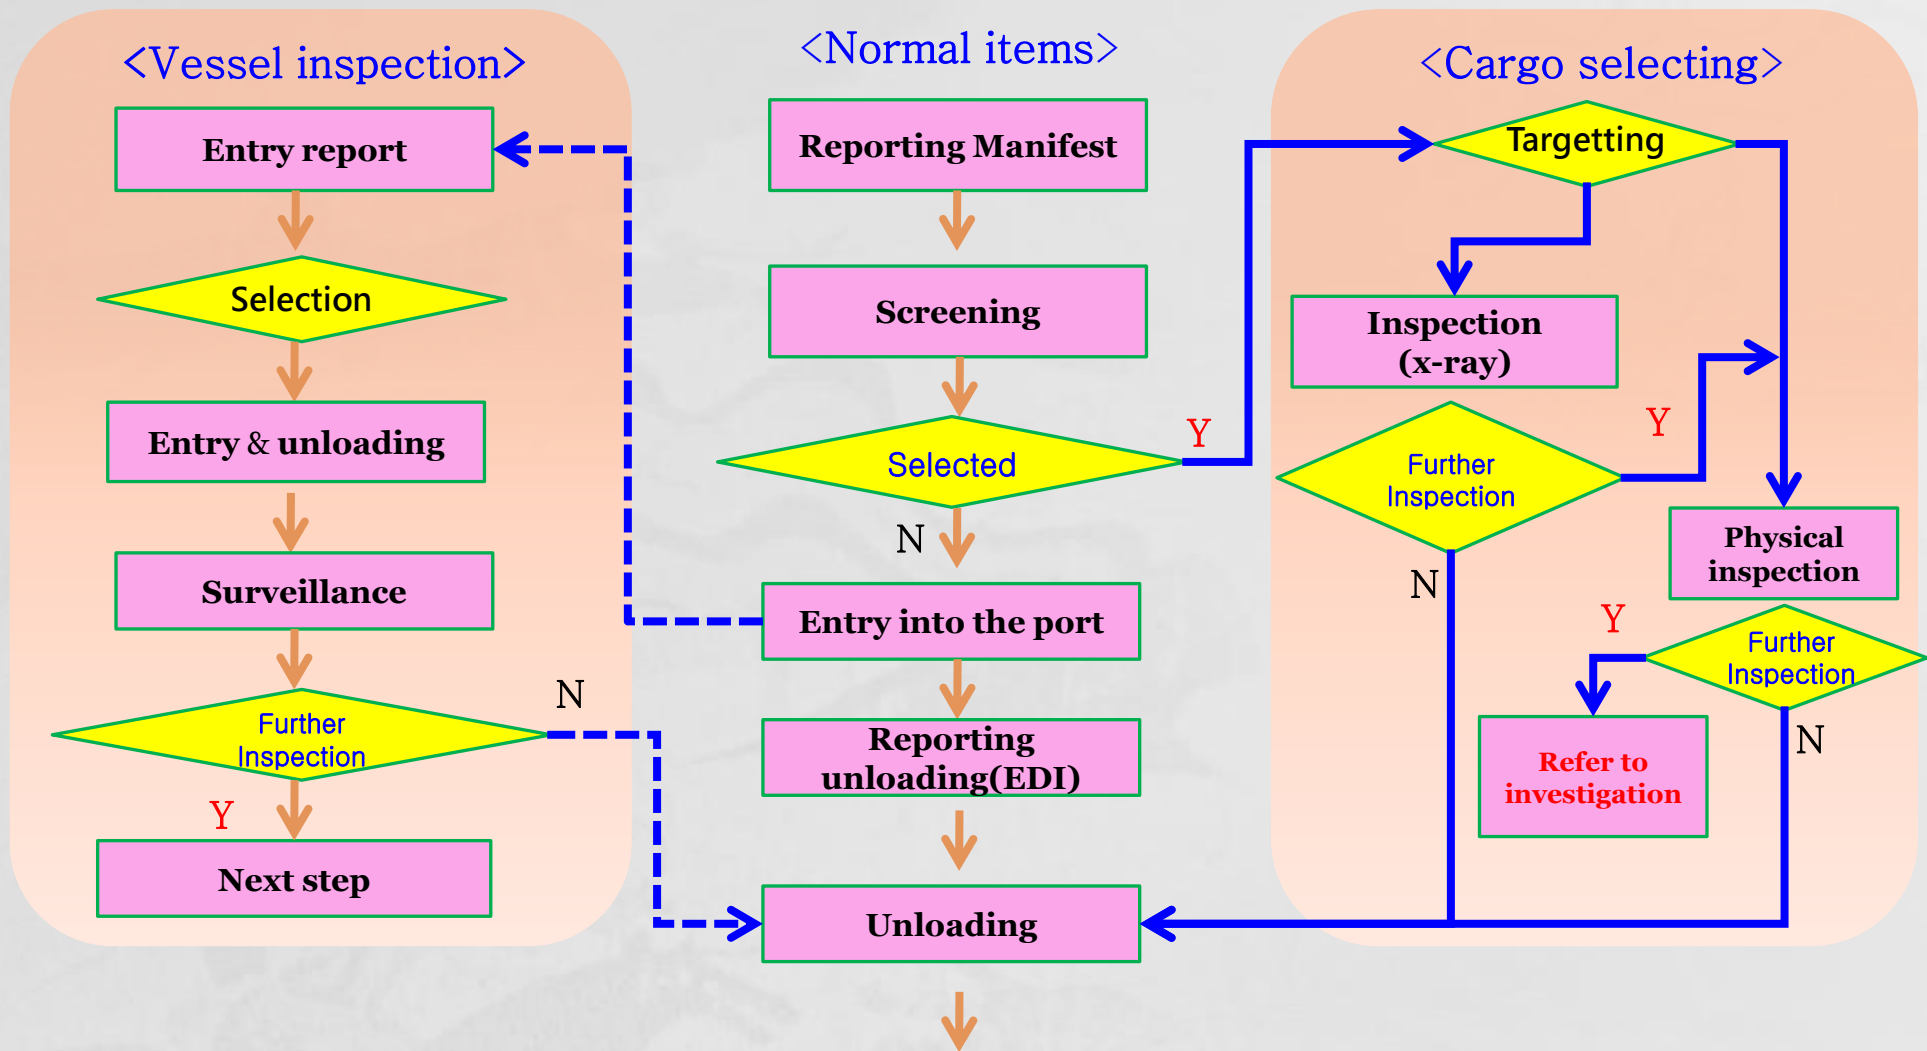 <Vessel inspection>
Entry report
Selection
Entry & unloading
Surveillance
N
Further
Inspection
Y
Next step
<Normal items>
Reporting Manifest
Screening
Selected
Y
N
Entry into the port
Reporting
unloading(EDI)
Unloading
<Cargo selecting>
Targetting
Inspection
(x-ray)
Y
Further
Inspection
N
Physical
inspection
Y
Further
Inspection
N
Refer to
investigation